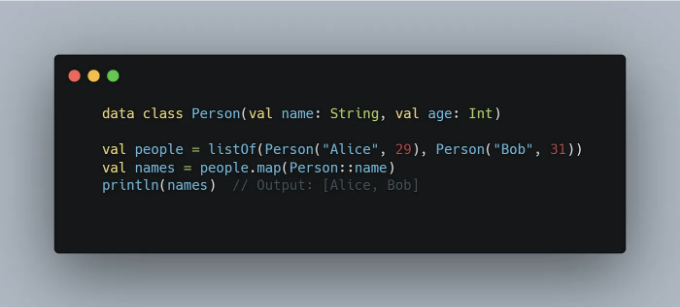 data class Person(val name: String, val age: Int)
val people = listOf(Person("Alice", 29), Person("Bob", 31))
val names = people.map(Person::name)
println(names)  // Output: [Alice, Bob]